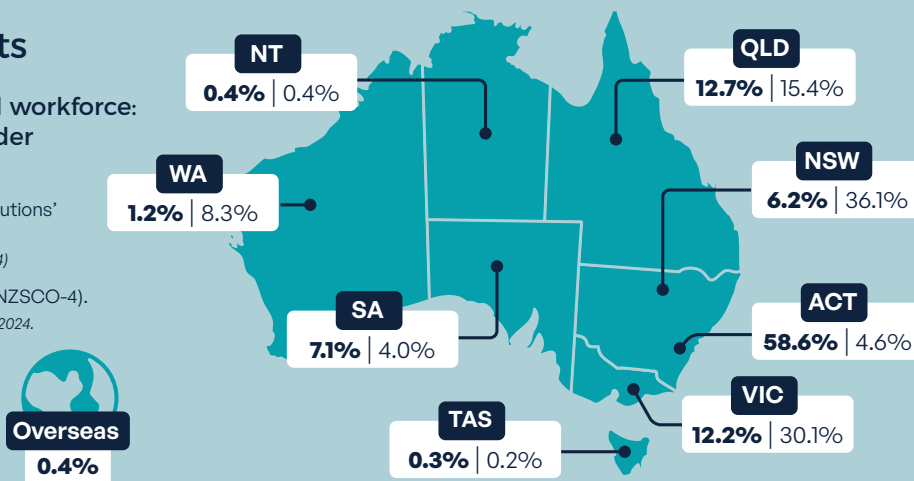 ts
workforce:
der
utions'
4)
NZSCO-4).
2024.
NT
0.4% | 0.4%
QLD
12.7% | 15.4%
WA
1.2% | 8.3%
NSW
6.2% | 36.1%
SA
7.1% | 4.0%
ACT
58.6% | 4.6%
VIC
12.2% | 30.1%
TAS
0.3% | 0.2%
Overseas
0.4%